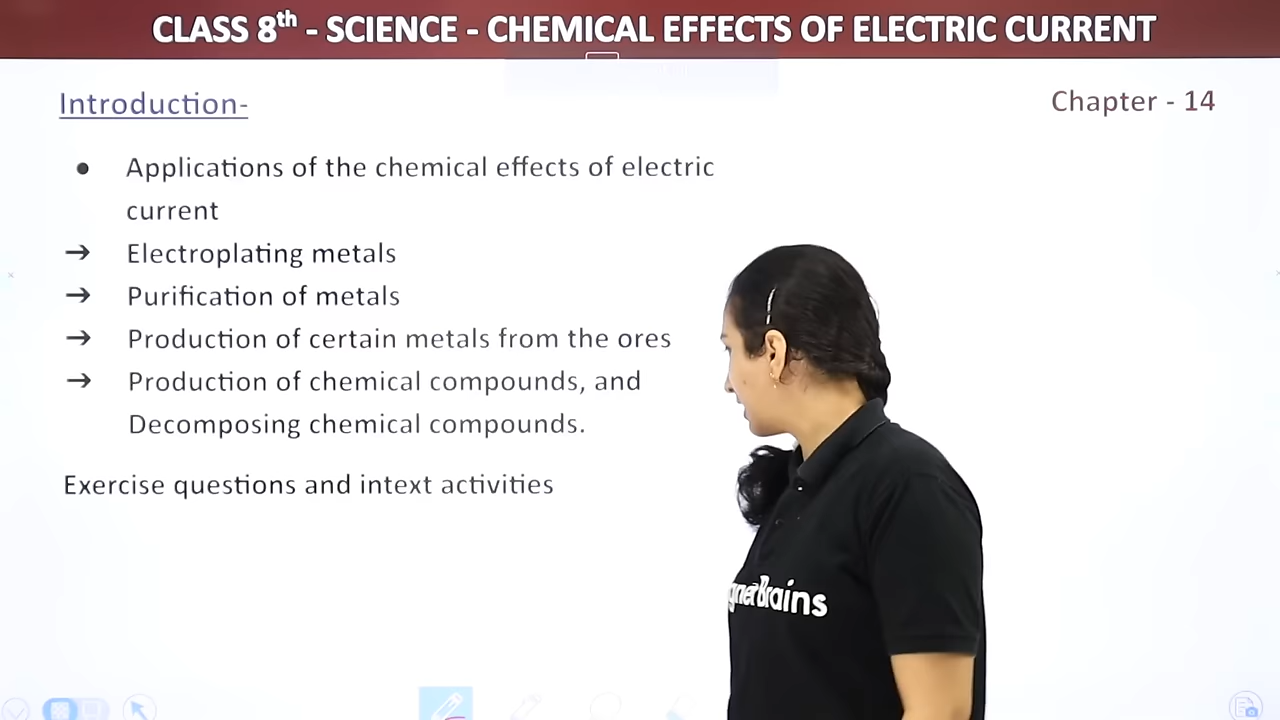 CLASS 8th - SCIENCE - CHEMICAL EFFECTS OF ELECTRIC CURRENT
Introduction-
Chapter - 14
● Applications of the chemical effects of electric
current
→ Electroplating metals
→ Purification of metals
→ Production of certain metals from the ores
→ Production of chemical compounds, and
Decomposing chemical compounds.
Exercise questions and intext activities
Brains